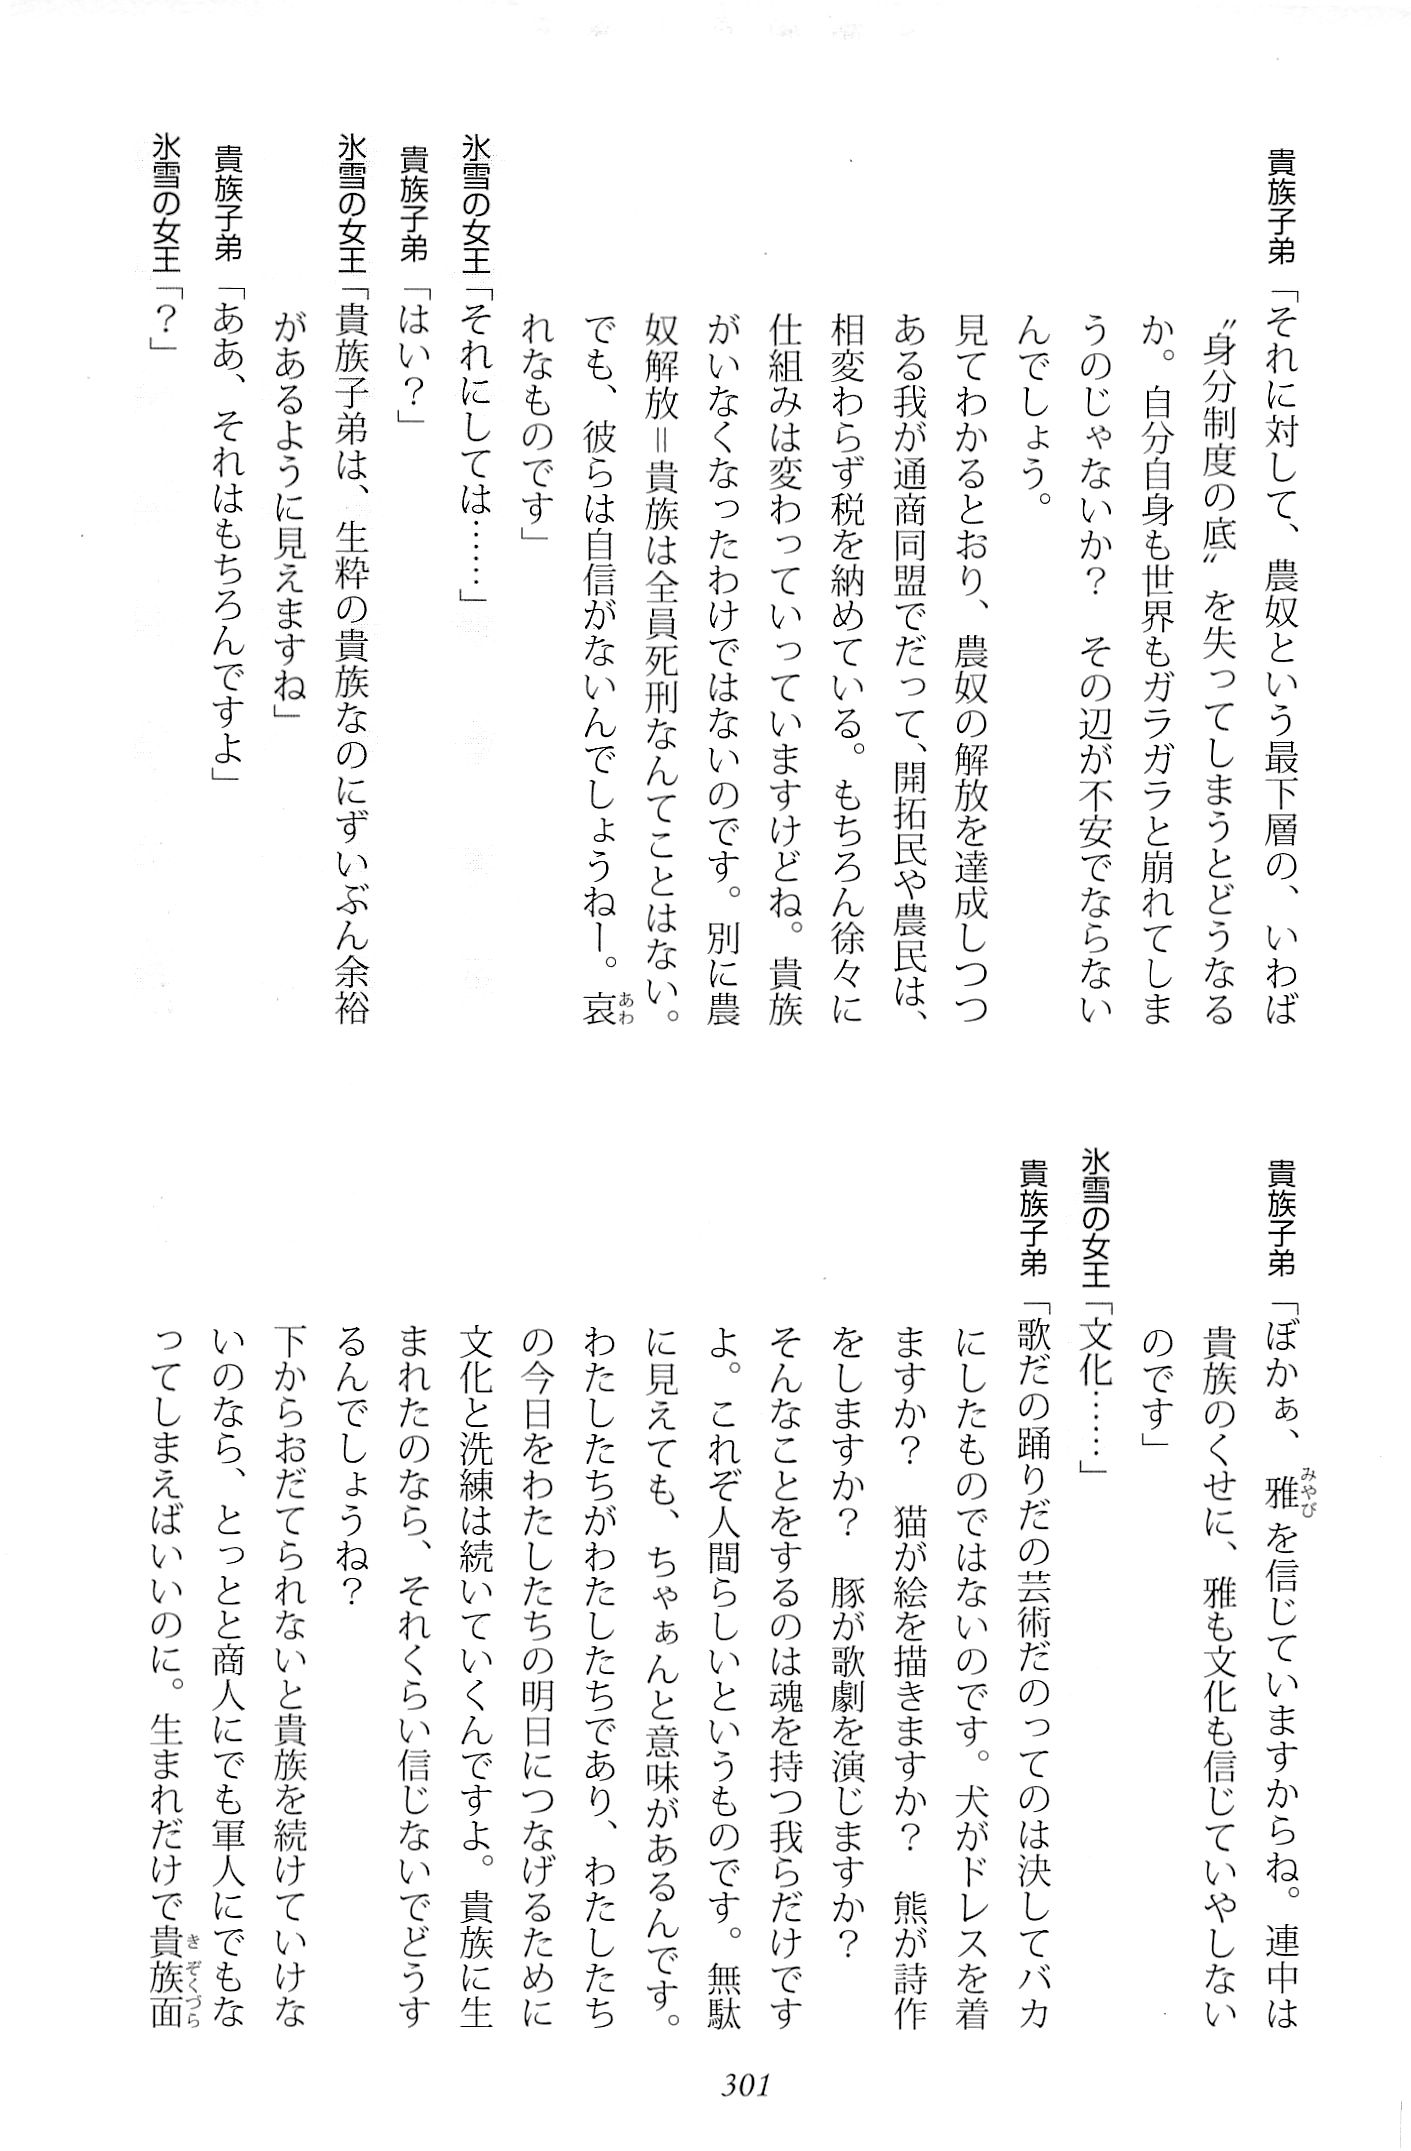 貴族子弟「それに対して、農奴という最下層の、いわば
〝身分制度の底〟を失ってしまうとどうなる
か。自分自身も世界もガラガラと崩れてしま
うのじゃないか？　その辺が不安でならない
んでしょう。
見てわかるとおり、農奴の解放を達成しつつ
ある我が通商同盟でだって、開拓民や農民は、
相変わらず税を納めている。もちろん徐々に
仕組みは変わっていっていますけどね。貴族
がいなくなったわけではないのです。別に農
奴解放＝貴族は全員死刑なんてことはない。
でも、彼らは自信がないんでしょうねー。哀あわ
れなものです」
氷雪の女王「それにしては……」
貴族子弟「はい？」
氷雪の女王「貴族子弟は、生粋の貴族なのにずいぶん余裕
があるように見えますね」
貴族子弟「ああ、それはもちろんですよ」
氷雪の女王「？」
貴族子弟「ぼかぁ、雅みやびを信じていますからね。連中は
貴族のくせに、雅も文化も信じていやしない
のです」
氷雪の女王「文化……」
貴族子弟「歌だの踊りだの芸術だのってのは決してバカ
にしたものではないのです。犬がドレスを着
ますか？　猫が絵を描きますか？　熊が詩作
をしますか？　豚が歌劇を演じますか？
そんなことをするのは魂を持つ我らだけです
よ。これぞ人間らしいというものです。無駄
に見えても、ちゃぁんと意味があるんです。
わたしたちがわたしたちであり、わたしたち
の今日をわたしたちの明日につなげるために
文化と洗練は続いていくんですよ。貴族に生
まれたのなら、それくらい信じないでどうす
るんでしょうね？
下からおだてられないと貴族を続けていけな
いのなら、とっとと商人にでも軍人にでもな
ってしまえばいいのに。生まれだけで貴族面きぞくづら
301